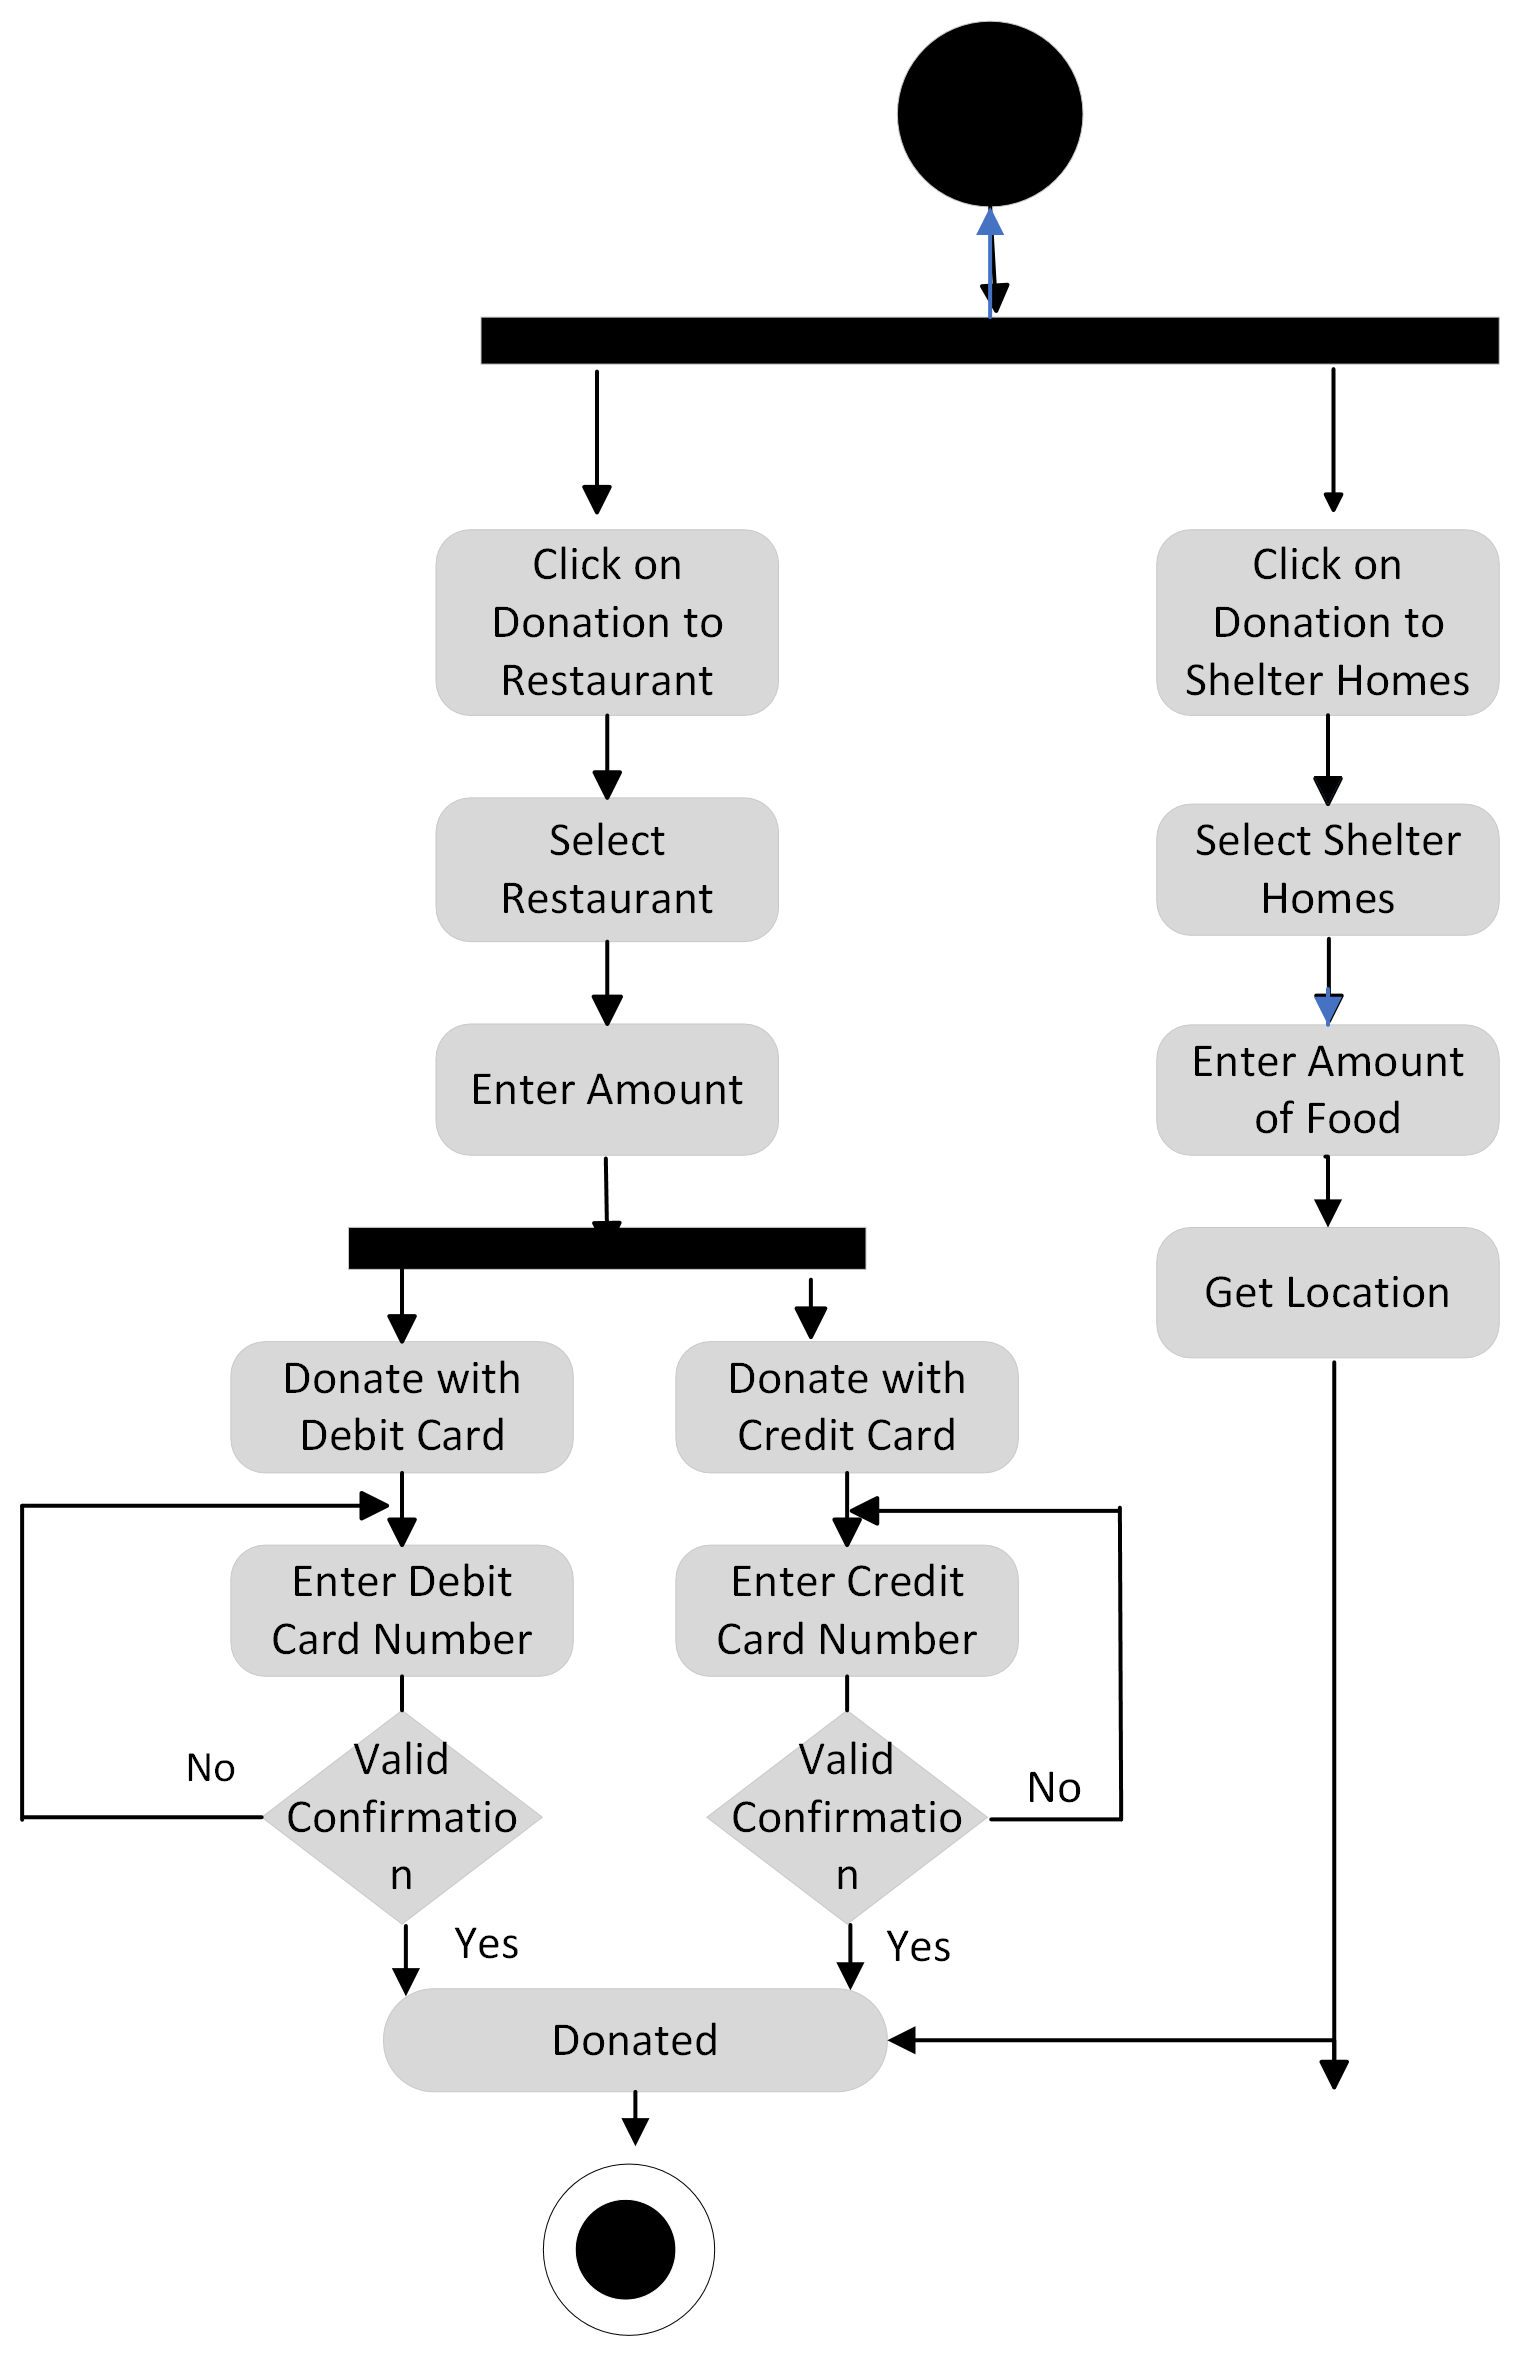 Click on
Donation to
Restaurant
Click on
Donation to
Shelter Homes
Select
Restaurant
Select Shelter
Homes
Enter Amount
Enter Amount
of Food
Get Location
Donate with
Debit Card
Donate with
Credit Card
Enter Debit
Card Number
Enter Credit
Card Number
No
Valid
Confirmatio
n
Valid
Confirmatio
n
No
Yes
Yes
Donated